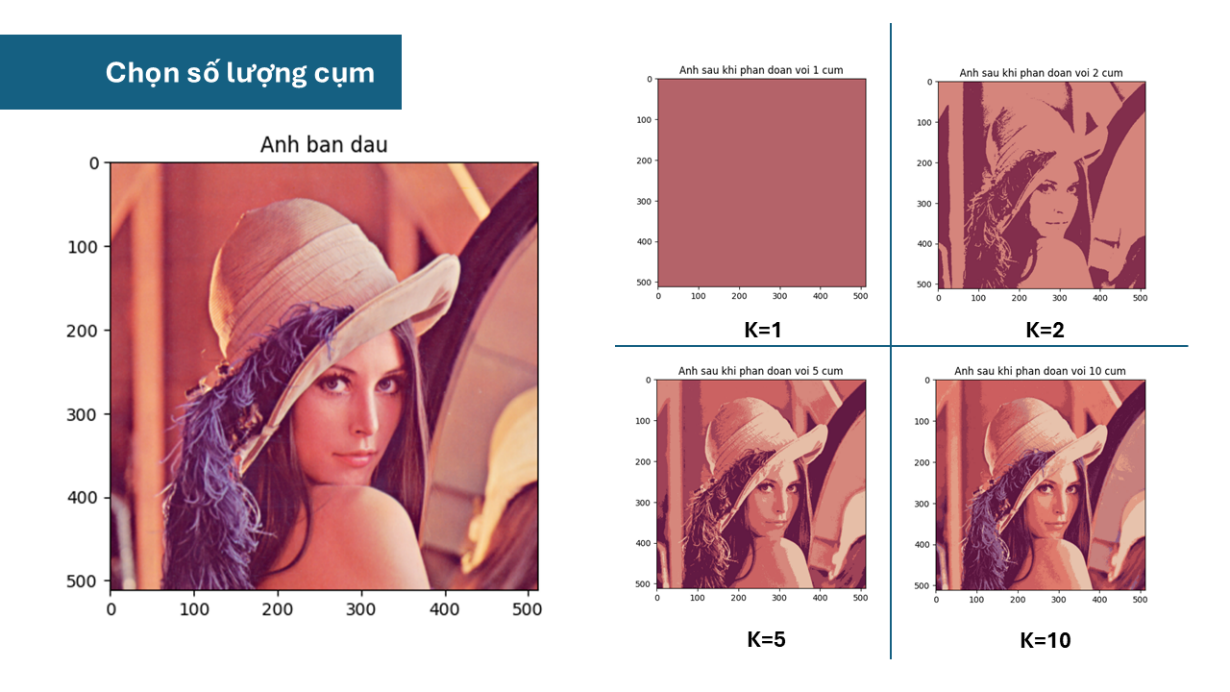 Chọn số lượng cụm
Anh ban dau
0
100
200
300
400
500
0 100 200 300 400 500
Anh sau khi phan doan voi 1 cum
0
100
200
300
400
500
0 100 200 300 400 500
K=1
Anh sau khi phan doan voi 2 cum
0
100
200
300
400
500
0 100 200 300 400 500
K=2
Anh sau khi phan doan voi 5 cum
0
100
200
300
400
500
0 100 200 300 400 500
K=5
Anh sau khi phan doan voi 10 cum
0
100
200
300
400
500
0 100 200 300 400 500
K=10